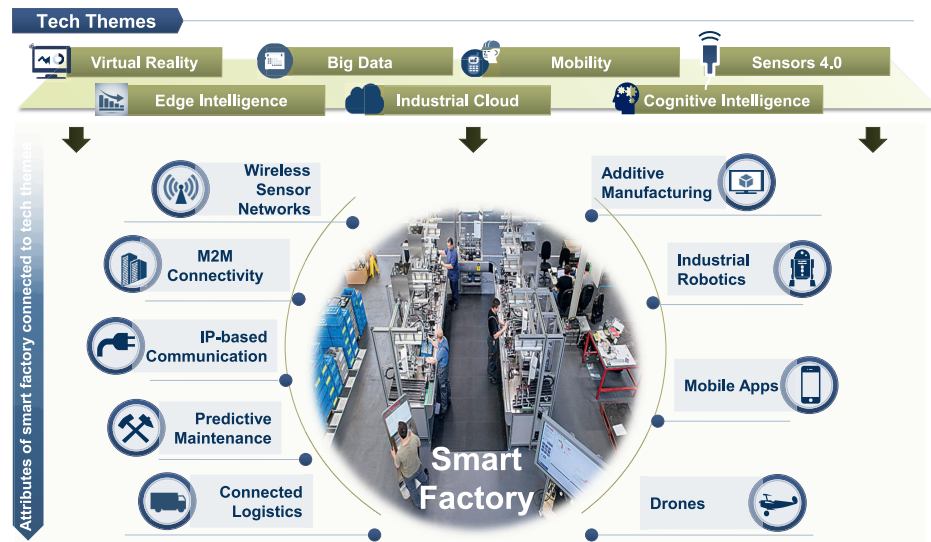 Tech Themes
Virtual Reality
Big Data
Mobility
Sensors 4.0
Edge Intelligence
Industrial Cloud
Cognitive Intelligence
Attributes of smart factory connected to tech themes
Wireless
Sensor
Networks
M2M
Connectivity
IP-based
Communication
Predictive
Maintenance
Connected
Logistics
Additive
Manufacturing
Industrial
Robotics
Mobile Apps
Drones
Smart
Factory